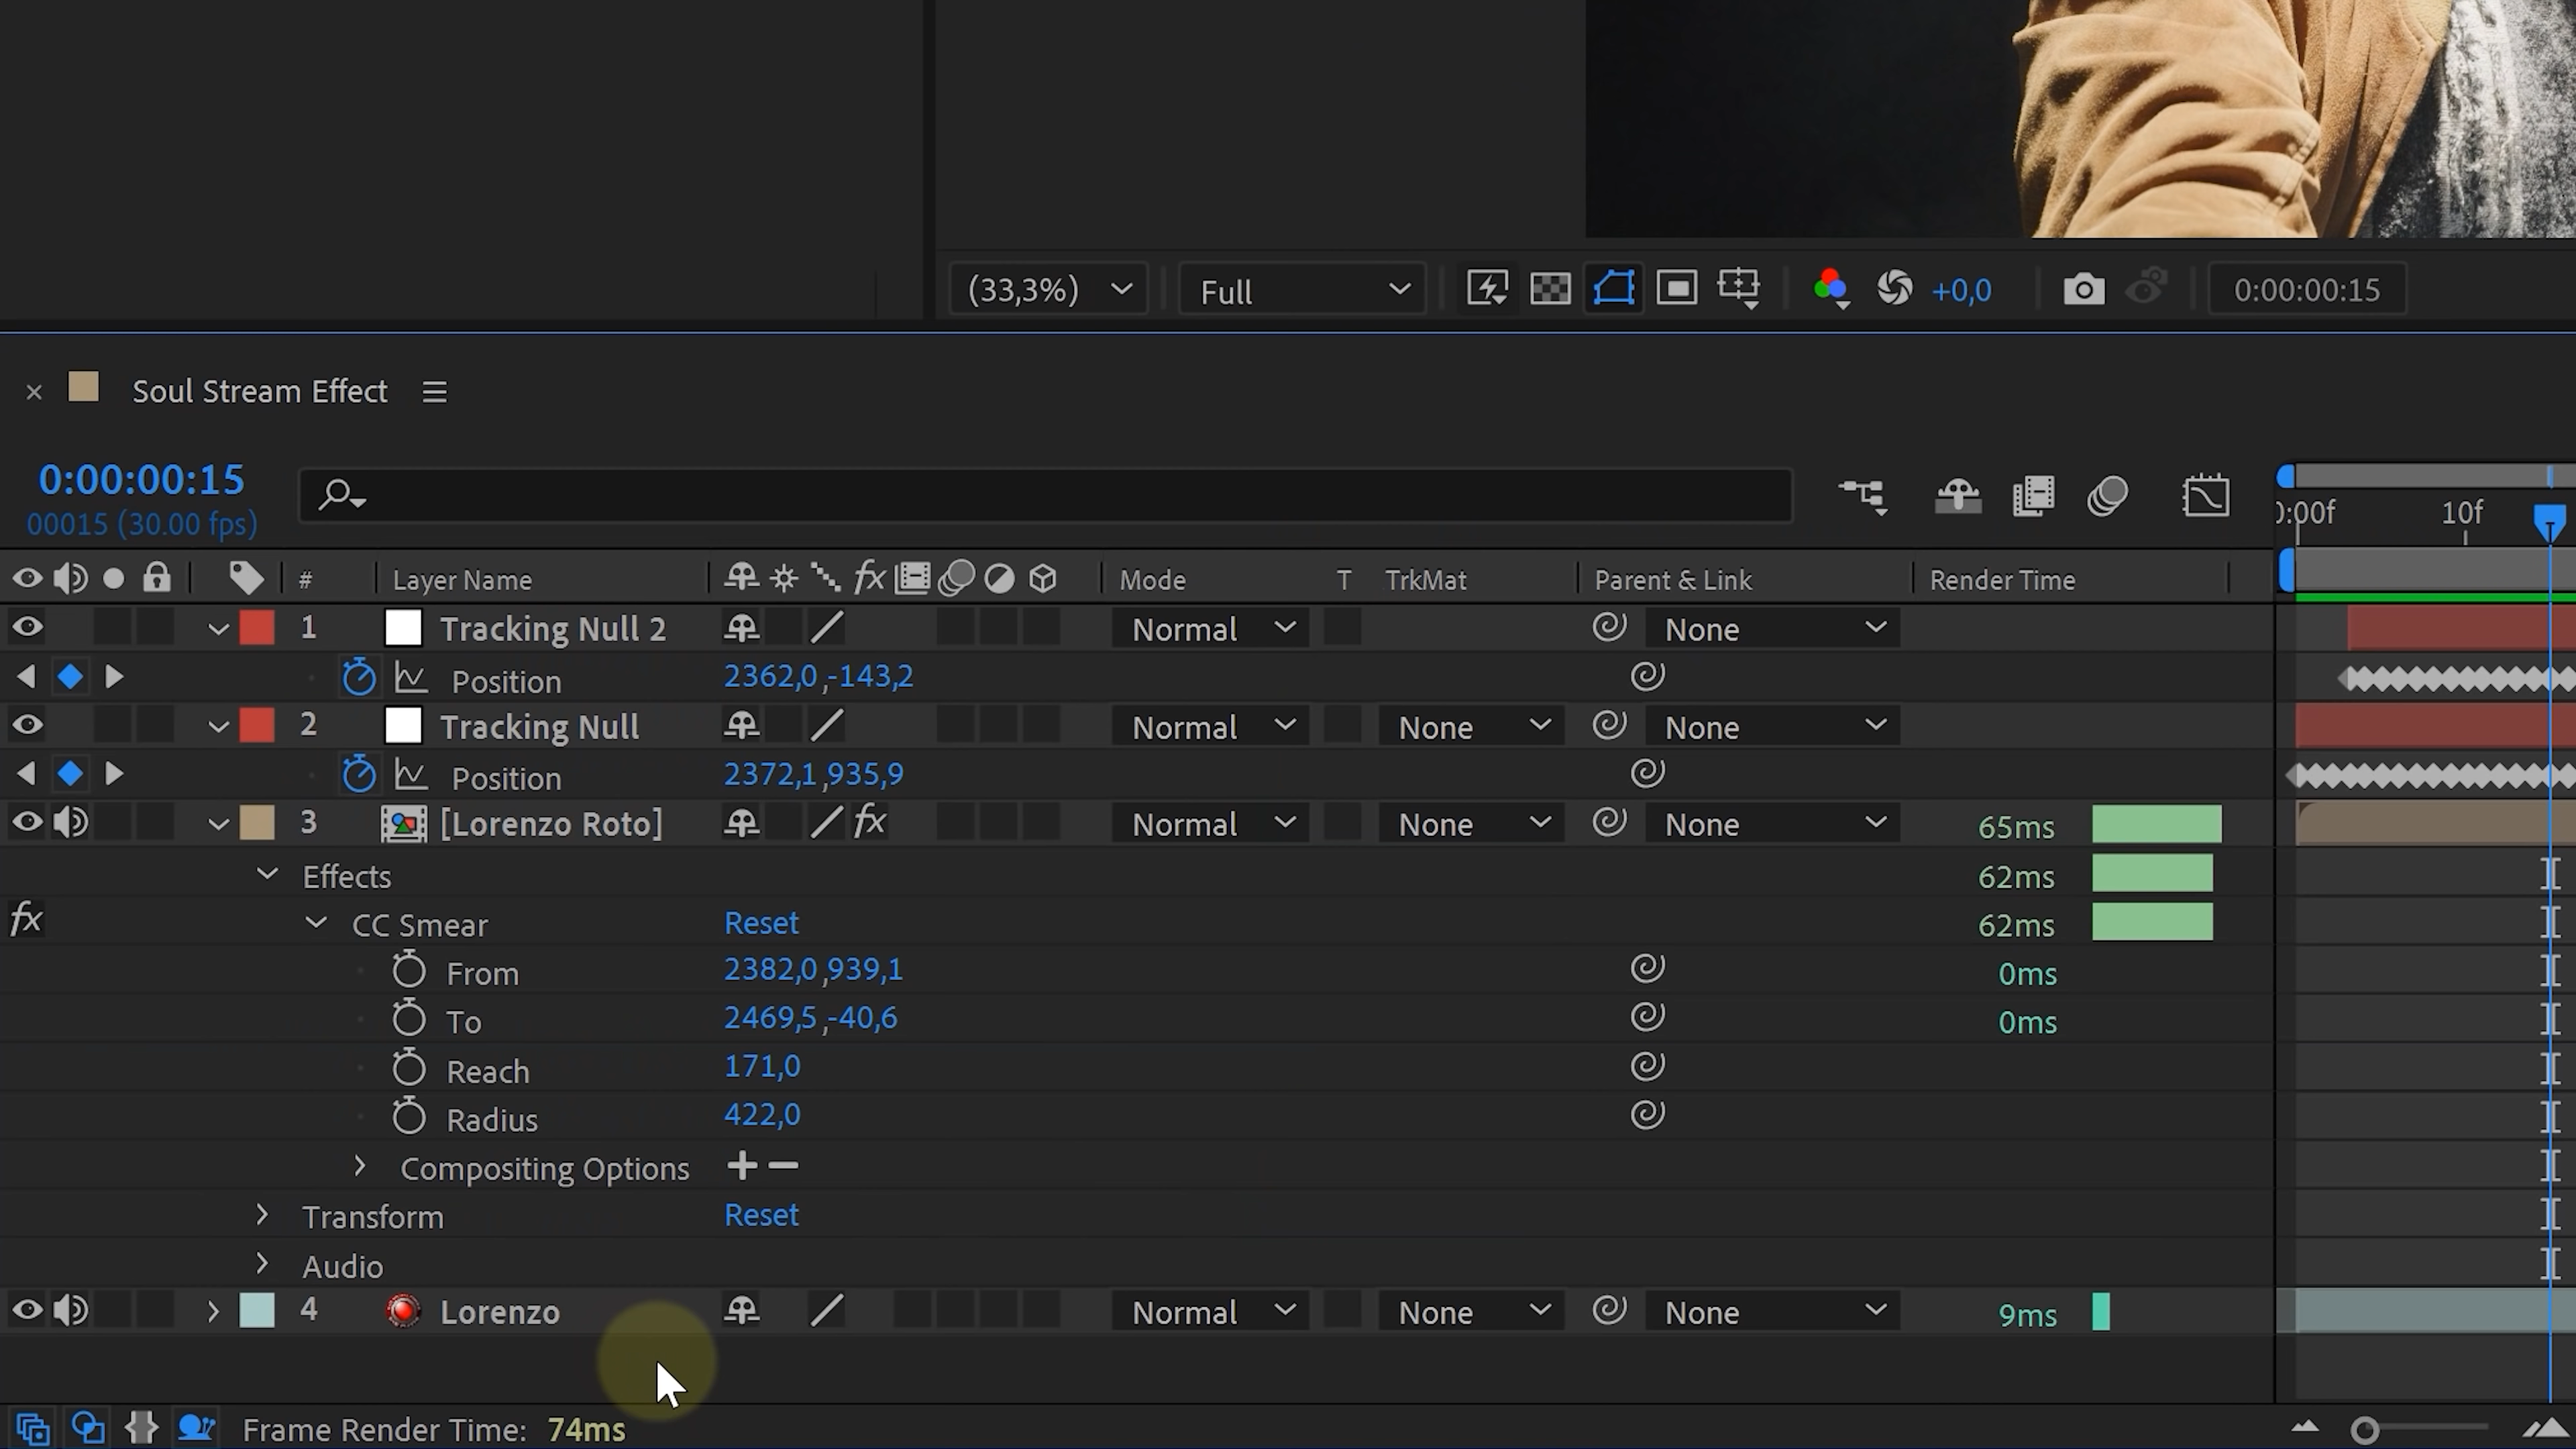 (33,3%) Full +0,0 0:00:00:15
Soul Stream Effect
0:00:00:15
00015 (30.00 fps)
0:00f 10f
# Layer Name fx Mode T TrkMat Parent & Link Render Time
1 Tracking Null 2 Normal None
Position 2362,0 ,-143,2
2 Tracking Null Normal None None
Position 2372,1 ,935,9
3 [Lorenzo Roto] fx Normal None None 65ms
Effects 62ms
fx CC Smear Reset 62ms
From 2382,0 ,939,1 0ms
To 2469,5 ,-40,6 0ms
Reach 171,0
Radius 422,0
Compositing Options + −
Transform Reset
Audio
4 Lorenzo Normal None None 9ms
Frame Render Time: 74ms